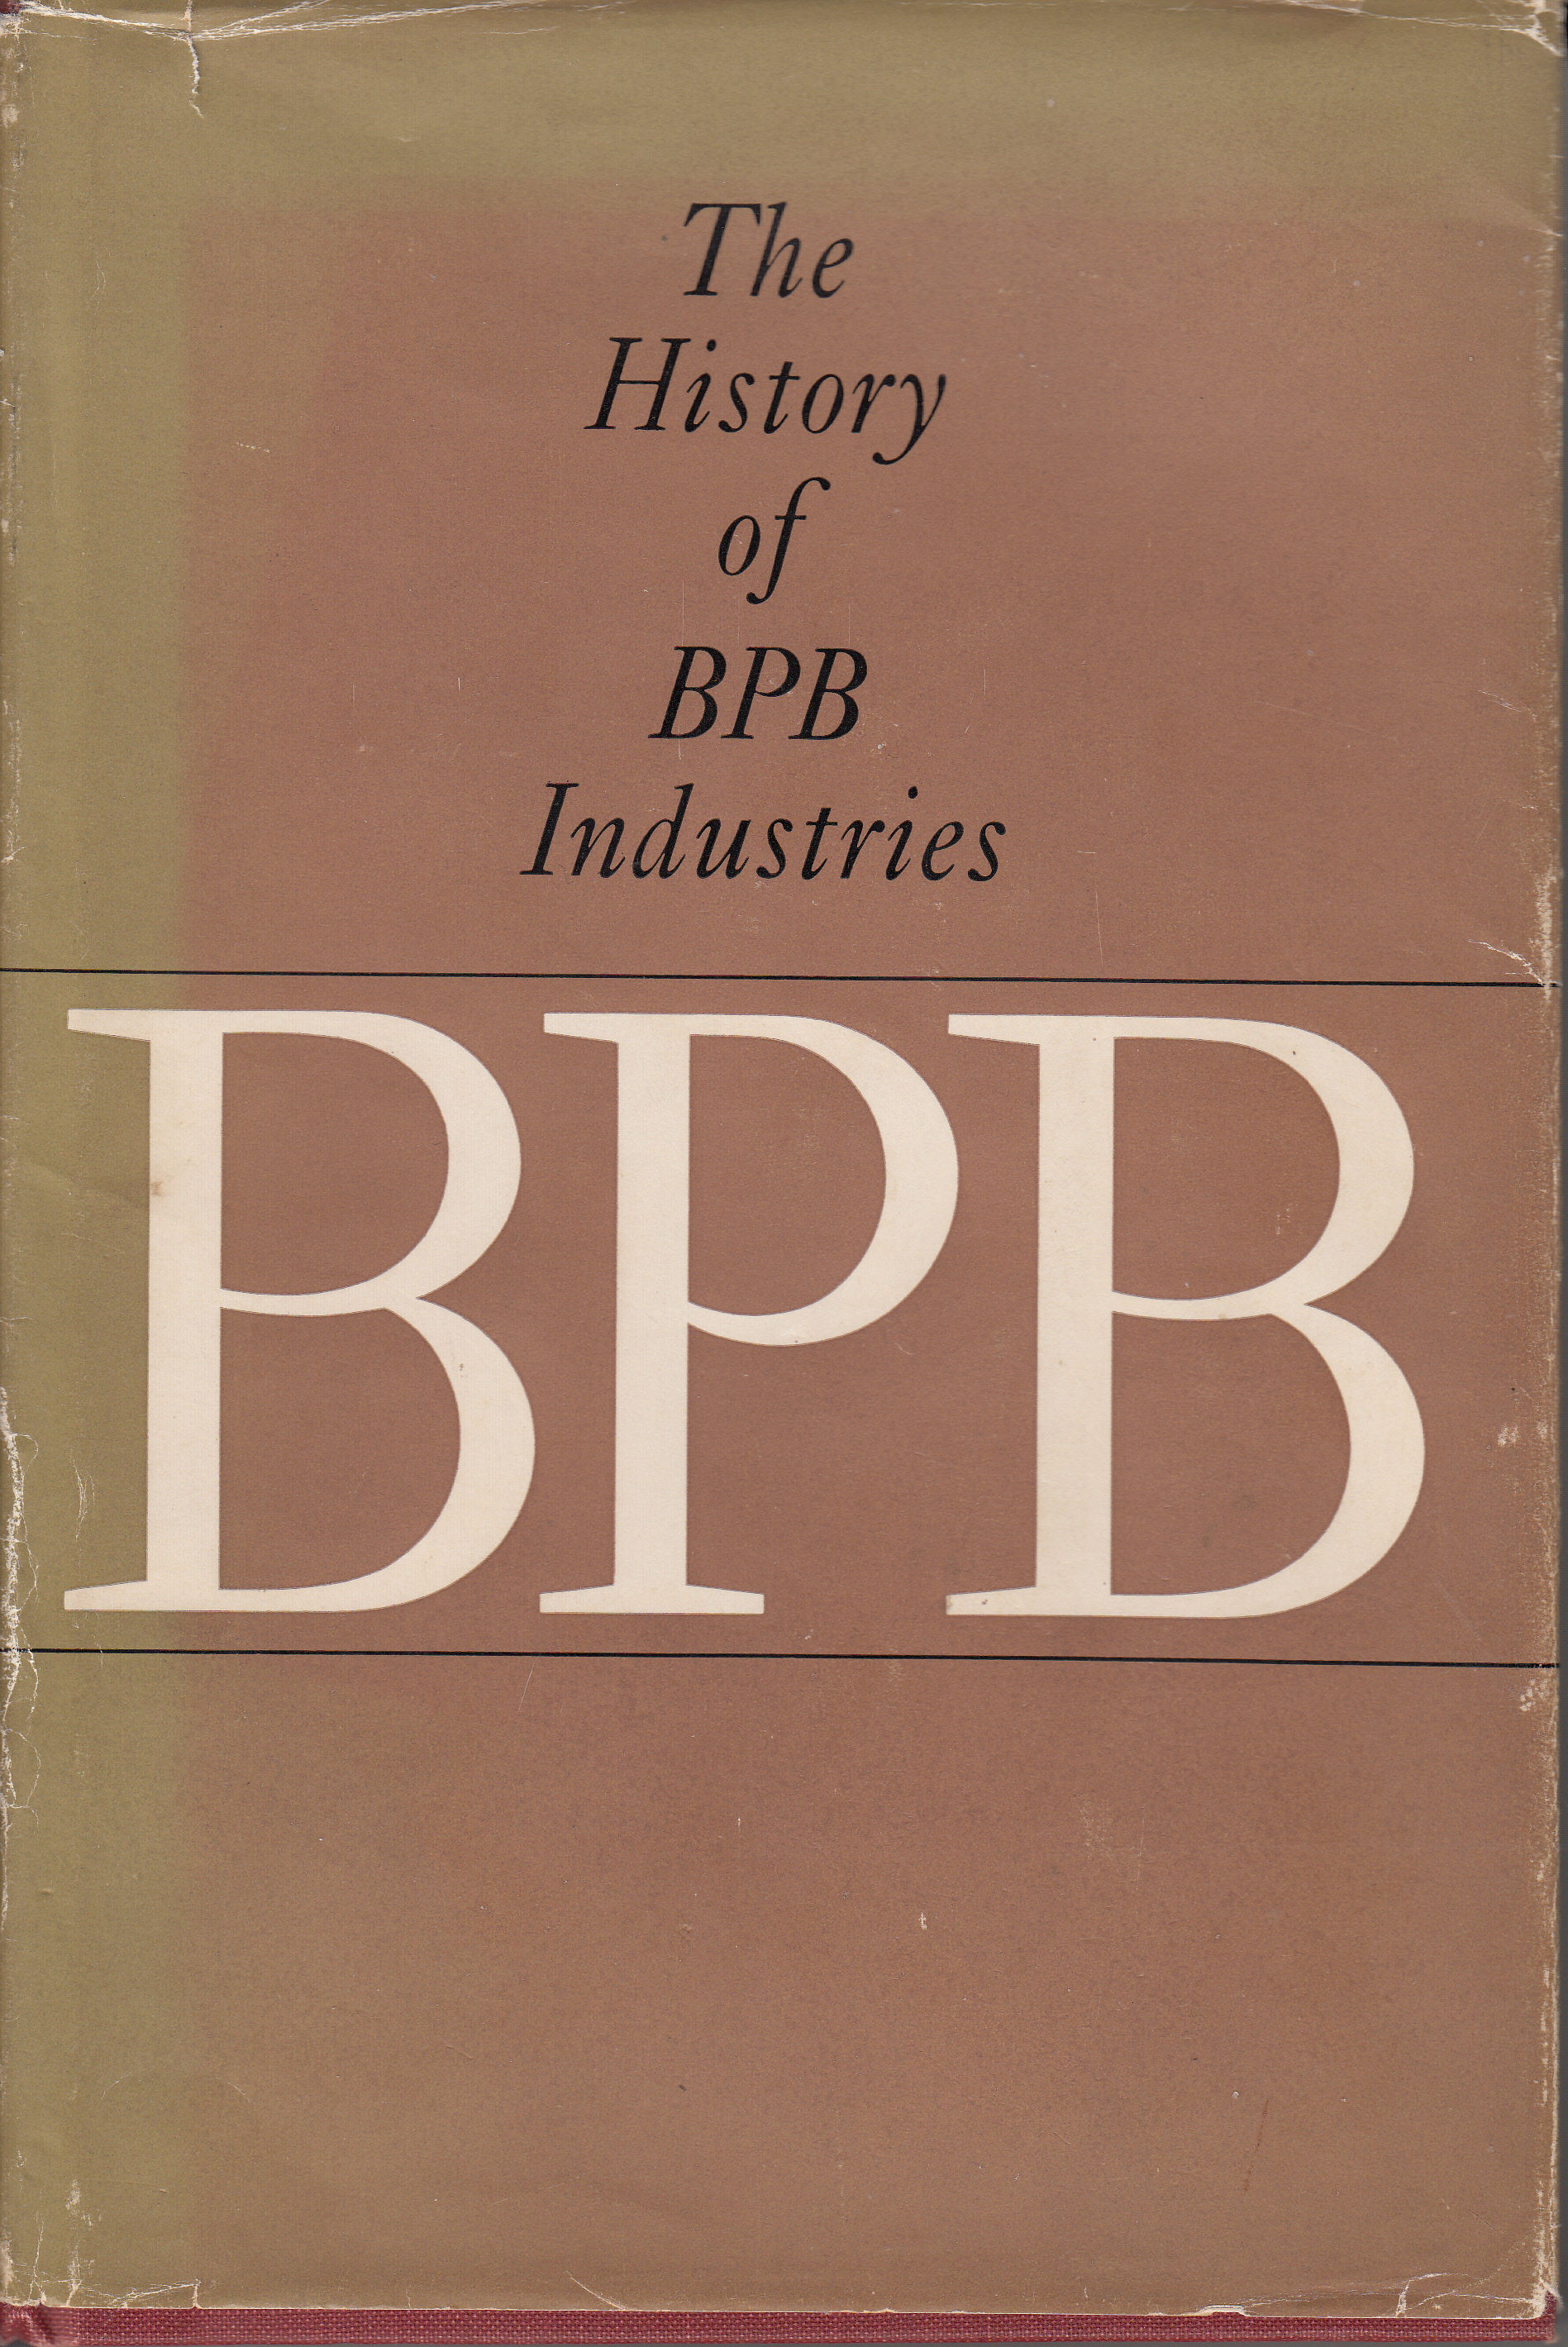 The
History
of
BPB
Industries
BPB